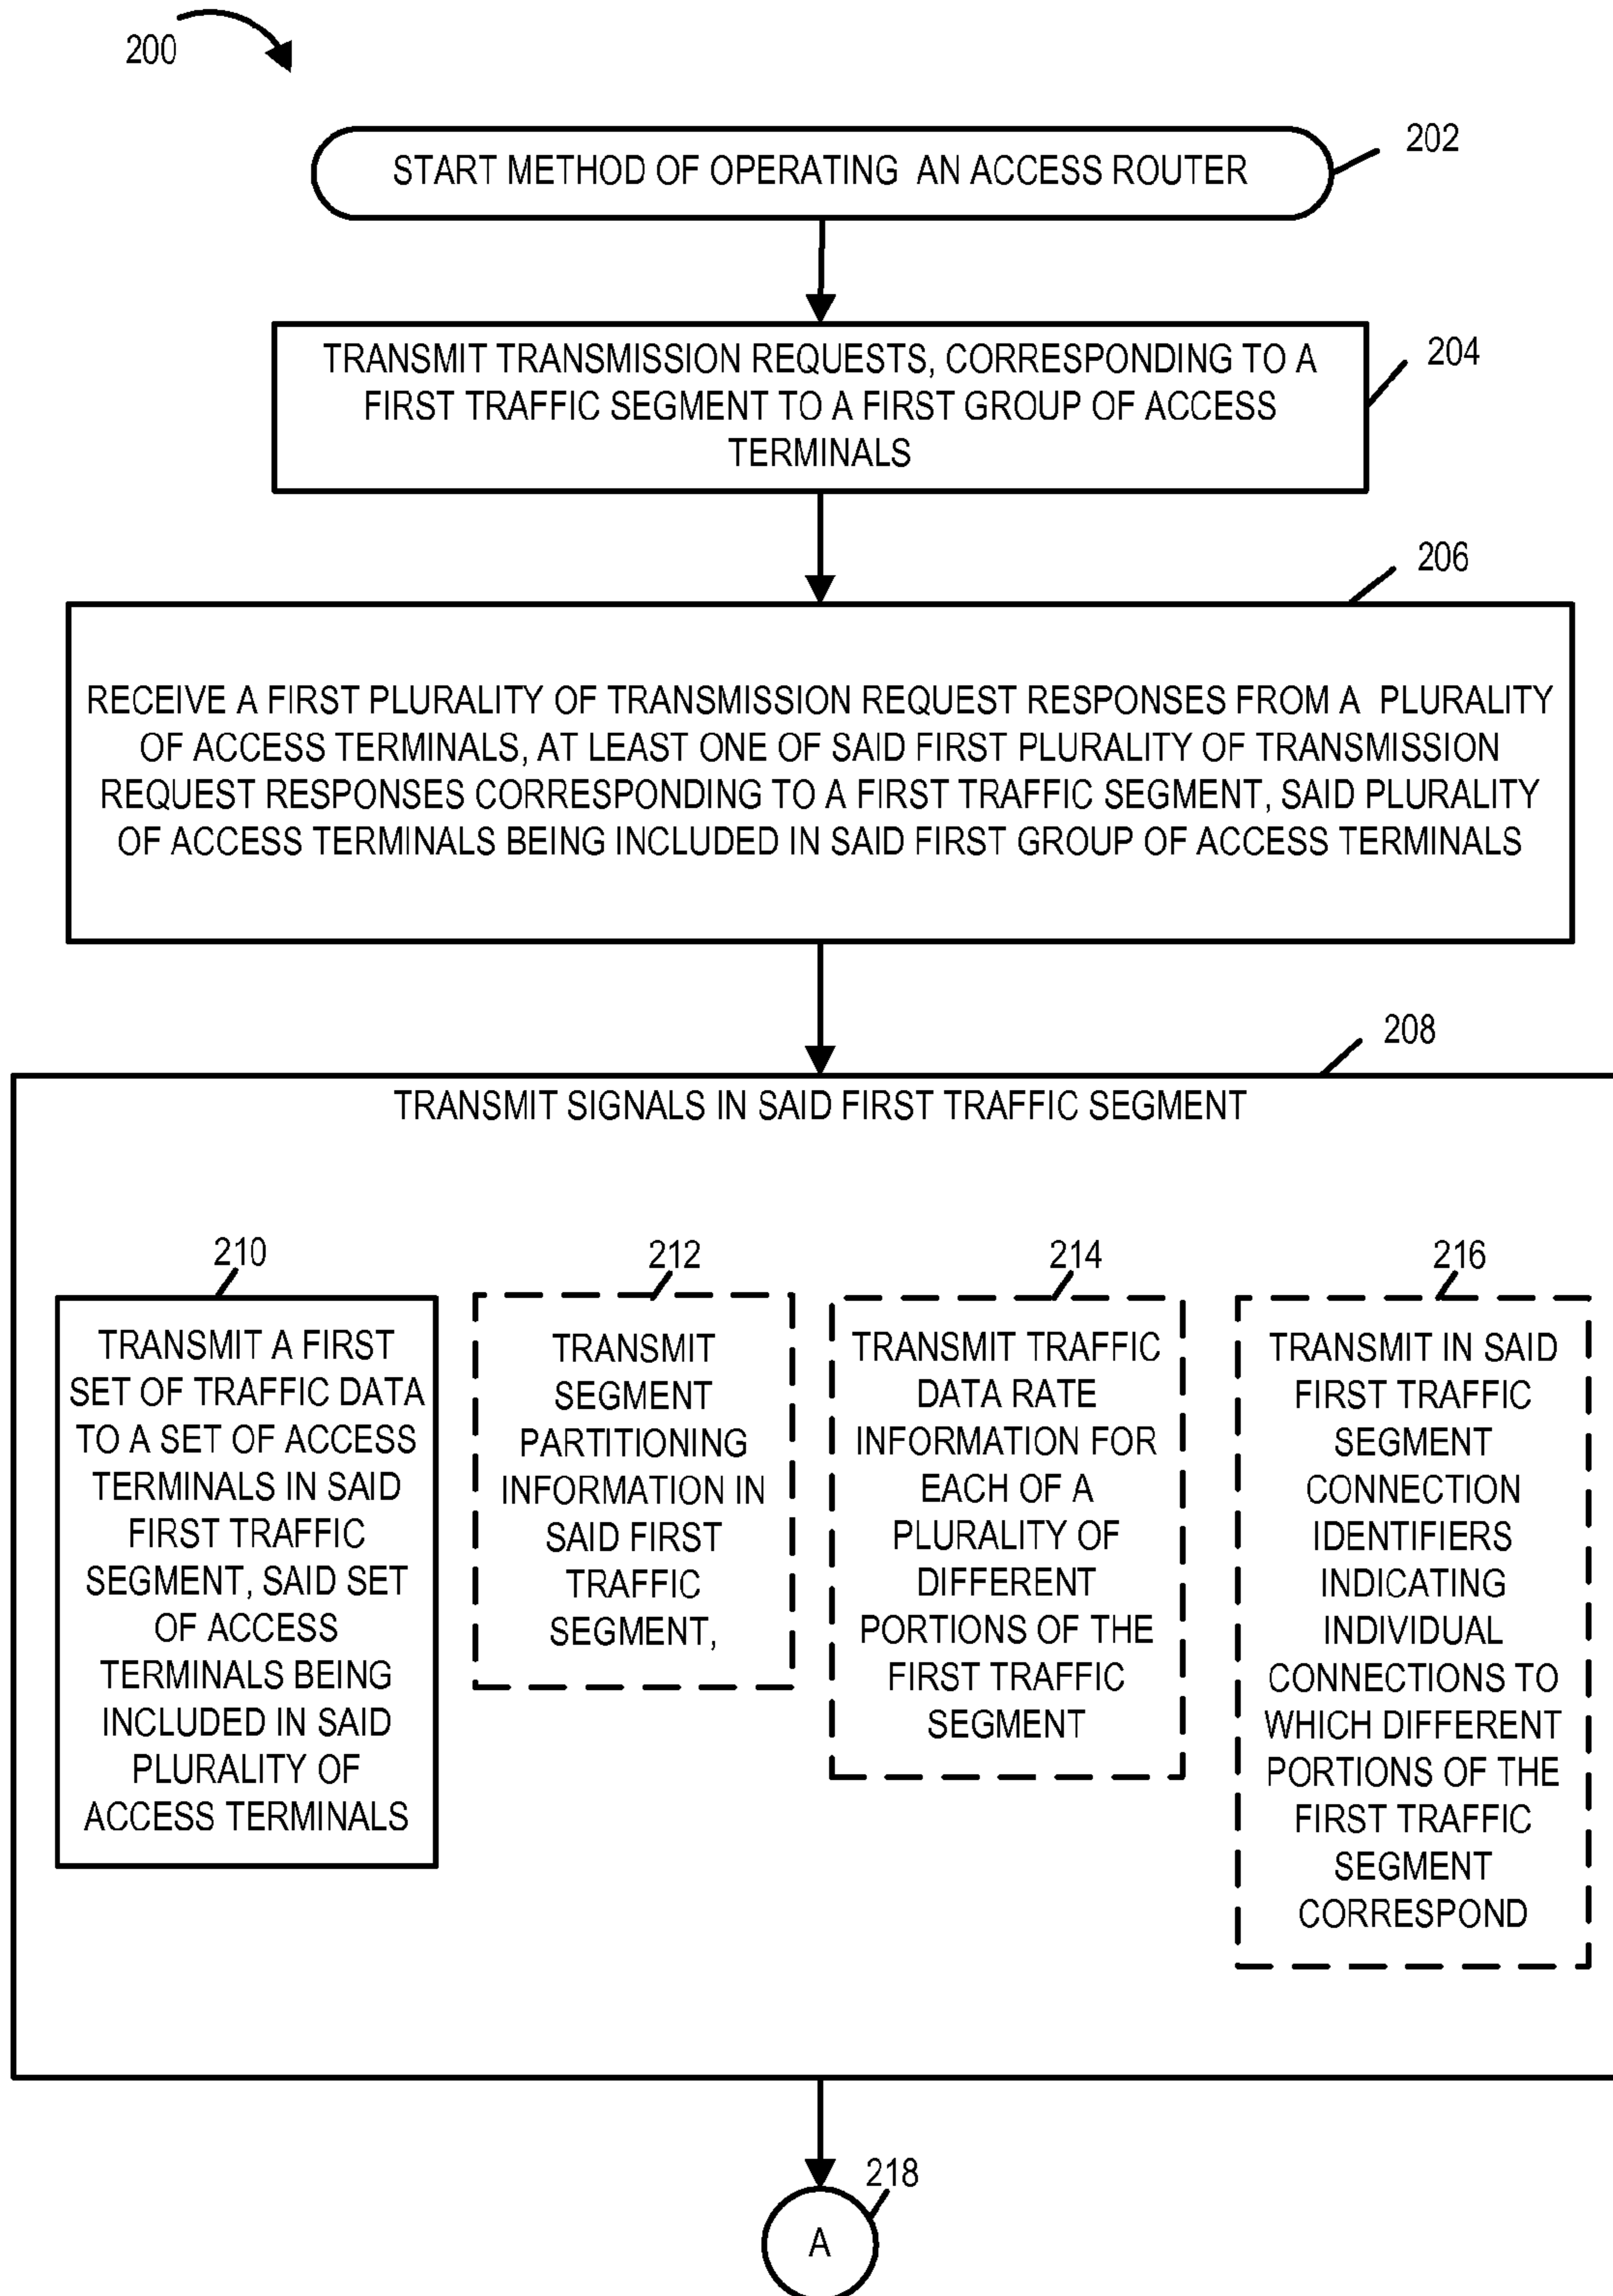 200
START METHOD OF OPERATING AN ACCESS ROUTER
202
TRANSMIT TRANSMISSION REQUESTS, CORRESPONDING TO A
FIRST TRAFFIC SEGMENT TO A FIRST GROUP OF ACCESS
TERMINALS
204
206
RECEIVE A FIRST PLURALITY OF TRANSMISSION REQUEST RESPONSES FROM A PLURALITY
OF ACCESS TERMINALS, AT LEAST ONE OF SAID FIRST PLURALITY OF TRANSMISSION
REQUEST RESPONSES CORRESPONDING TO A FIRST TRAFFIC SEGMENT, SAID PLURALITY
OF ACCESS TERMINALS BEING INCLUDED IN SAID FIRST GROUP OF ACCESS TERMINALS
208
TRANSMIT SIGNALS IN SAID FIRST TRAFFIC SEGMENT
210
TRANSMIT A FIRST
SET OF TRAFFIC DATA
TO A SET OF ACCESS
TERMINALS IN SAID
FIRST TRAFFIC
SEGMENT, SAID SET
OF ACCESS
TERMINALS BEING
INCLUDED IN SAID
PLURALITY OF
ACCESS TERMINALS
212
TRANSMIT
SEGMENT
PARTITIONING
INFORMATION IN
SAID FIRST
TRAFFIC
SEGMENT,
214
TRANSMIT TRAFFIC
DATA RATE
INFORMATION FOR
EACH OF A
PLURALITY OF
DIFFERENT
PORTIONS OF THE
FIRST TRAFFIC
SEGMENT
216
TRANSMIT IN SAID
FIRST TRAFFIC
SEGMENT
CONNECTION
IDENTIFIERS
INDICATING
INDIVIDUAL
CONNECTIONS TO
WHICH DIFFERENT
PORTIONS OF THE
FIRST TRAFFIC
SEGMENT
CORRESPOND
218
A